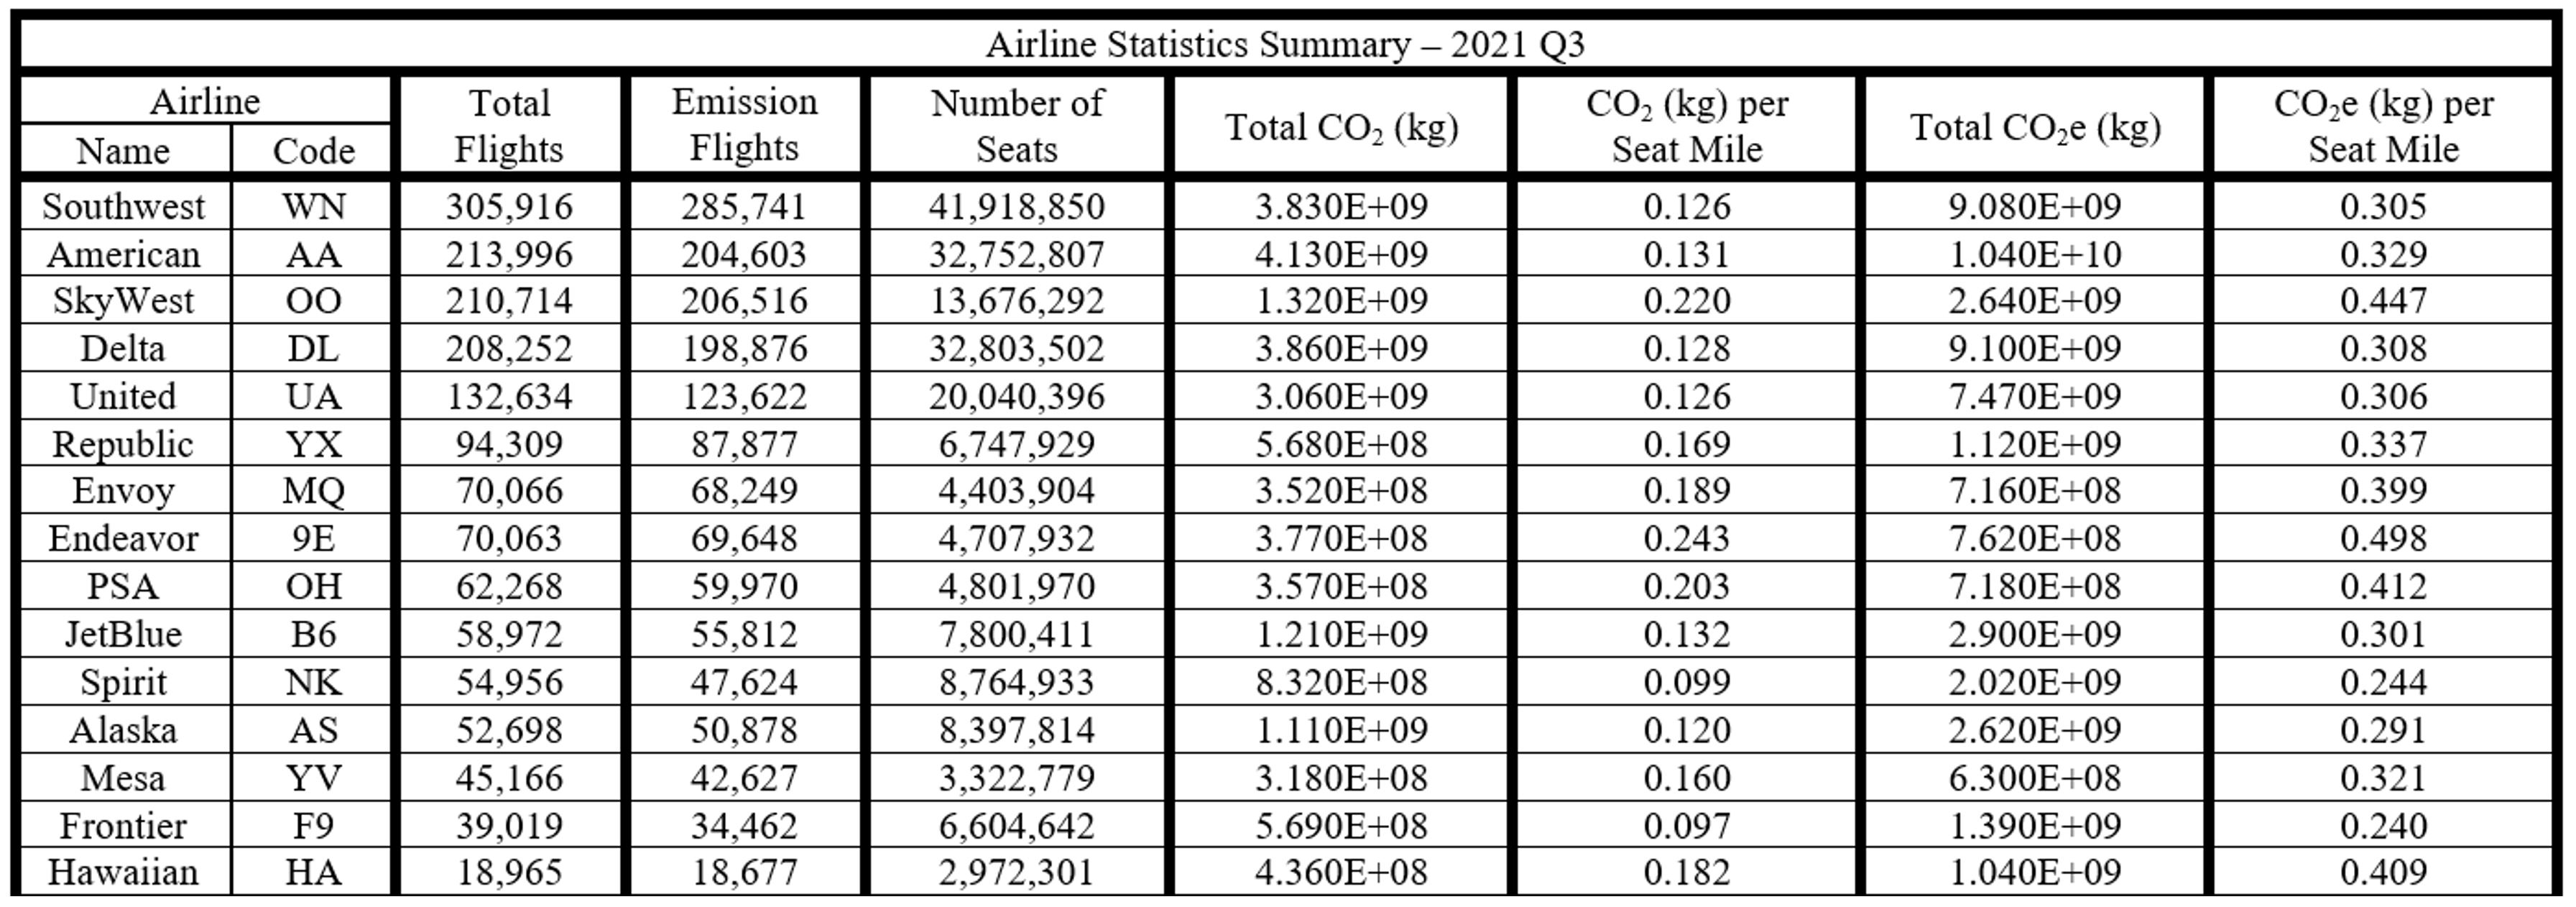 Airline Statistics Summary – 2021 Q3
Airline Total Flights Emission Flights Number of Seats Total CO₂ (kg) CO₂ (kg) per Seat Mile Total CO₂e (kg) CO₂e (kg) per Seat Mile
Name Code
Southwest WN 305,916 285,741 41,918,850 3.830E+09 0.126 9.080E+09 0.305
American AA 213,996 204,603 32,752,807 4.130E+09 0.131 1.040E+10 0.329
SkyWest OO 210,714 206,516 13,676,292 1.320E+09 0.220 2.640E+09 0.447
Delta DL 208,252 198,876 32,803,502 3.860E+09 0.128 9.100E+09 0.308
United UA 132,634 123,622 20,040,396 3.060E+09 0.126 7.470E+09 0.306
Republic YX 94,309 87,877 6,747,929 5.680E+08 0.169 1.120E+09 0.337
Envoy MQ 70,066 68,249 4,403,904 3.520E+08 0.189 7.160E+08 0.399
Endeavor 9E 70,063 69,648 4,707,932 3.770E+08 0.243 7.620E+08 0.498
PSA OH 62,268 59,970 4,801,970 3.570E+08 0.203 7.180E+08 0.412
JetBlue B6 58,972 55,812 7,800,411 1.210E+09 0.132 2.900E+09 0.301
Spirit NK 54,956 47,624 8,764,933 8.320E+08 0.099 2.020E+09 0.244
Alaska AS 52,698 50,878 8,397,814 1.110E+09 0.120 2.620E+09 0.291
Mesa YV 45,166 42,627 3,322,779 3.180E+08 0.160 6.300E+08 0.321
Frontier F9 39,019 34,462 6,604,642 5.690E+08 0.097 1.390E+09 0.240
Hawaiian HA 18,965 18,677 2,972,301 4.360E+08 0.182 1.040E+09 0.409